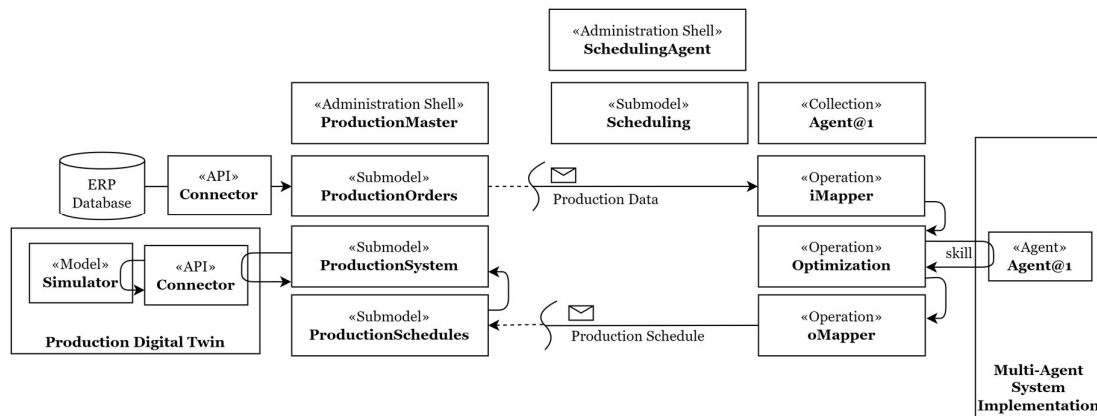 «Administration Shell»
SchedulingAgent
«Administration Shell»
ProductionMaster
«Submodel»
Scheduling
«Collection»
Agent@1
ERP
Database
«API»
Connector
«Submodel»
ProductionOrders
Production Data
«Operation»
iMapper
«Model»
Simulator
«API»
Connector
«Submodel»
ProductionSystem
«Operation»
Optimization
skill
«Agent»
Agent@1
Production Digital Twin
«Submodel»
ProductionSchedules
Production Schedule
«Operation»
oMapper
Multi-Agent
System
Implementation